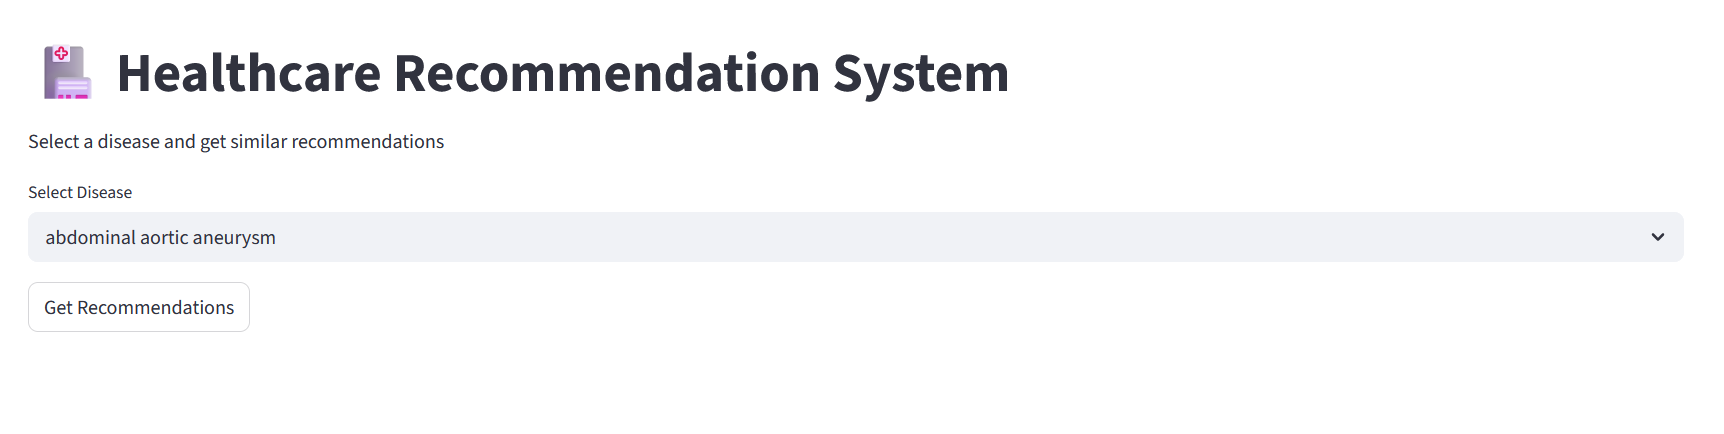 Healthcare Recommendation System
Select a disease and get similar recommendations
Select Disease
abdominal aortic aneurysm
Get Recommendations